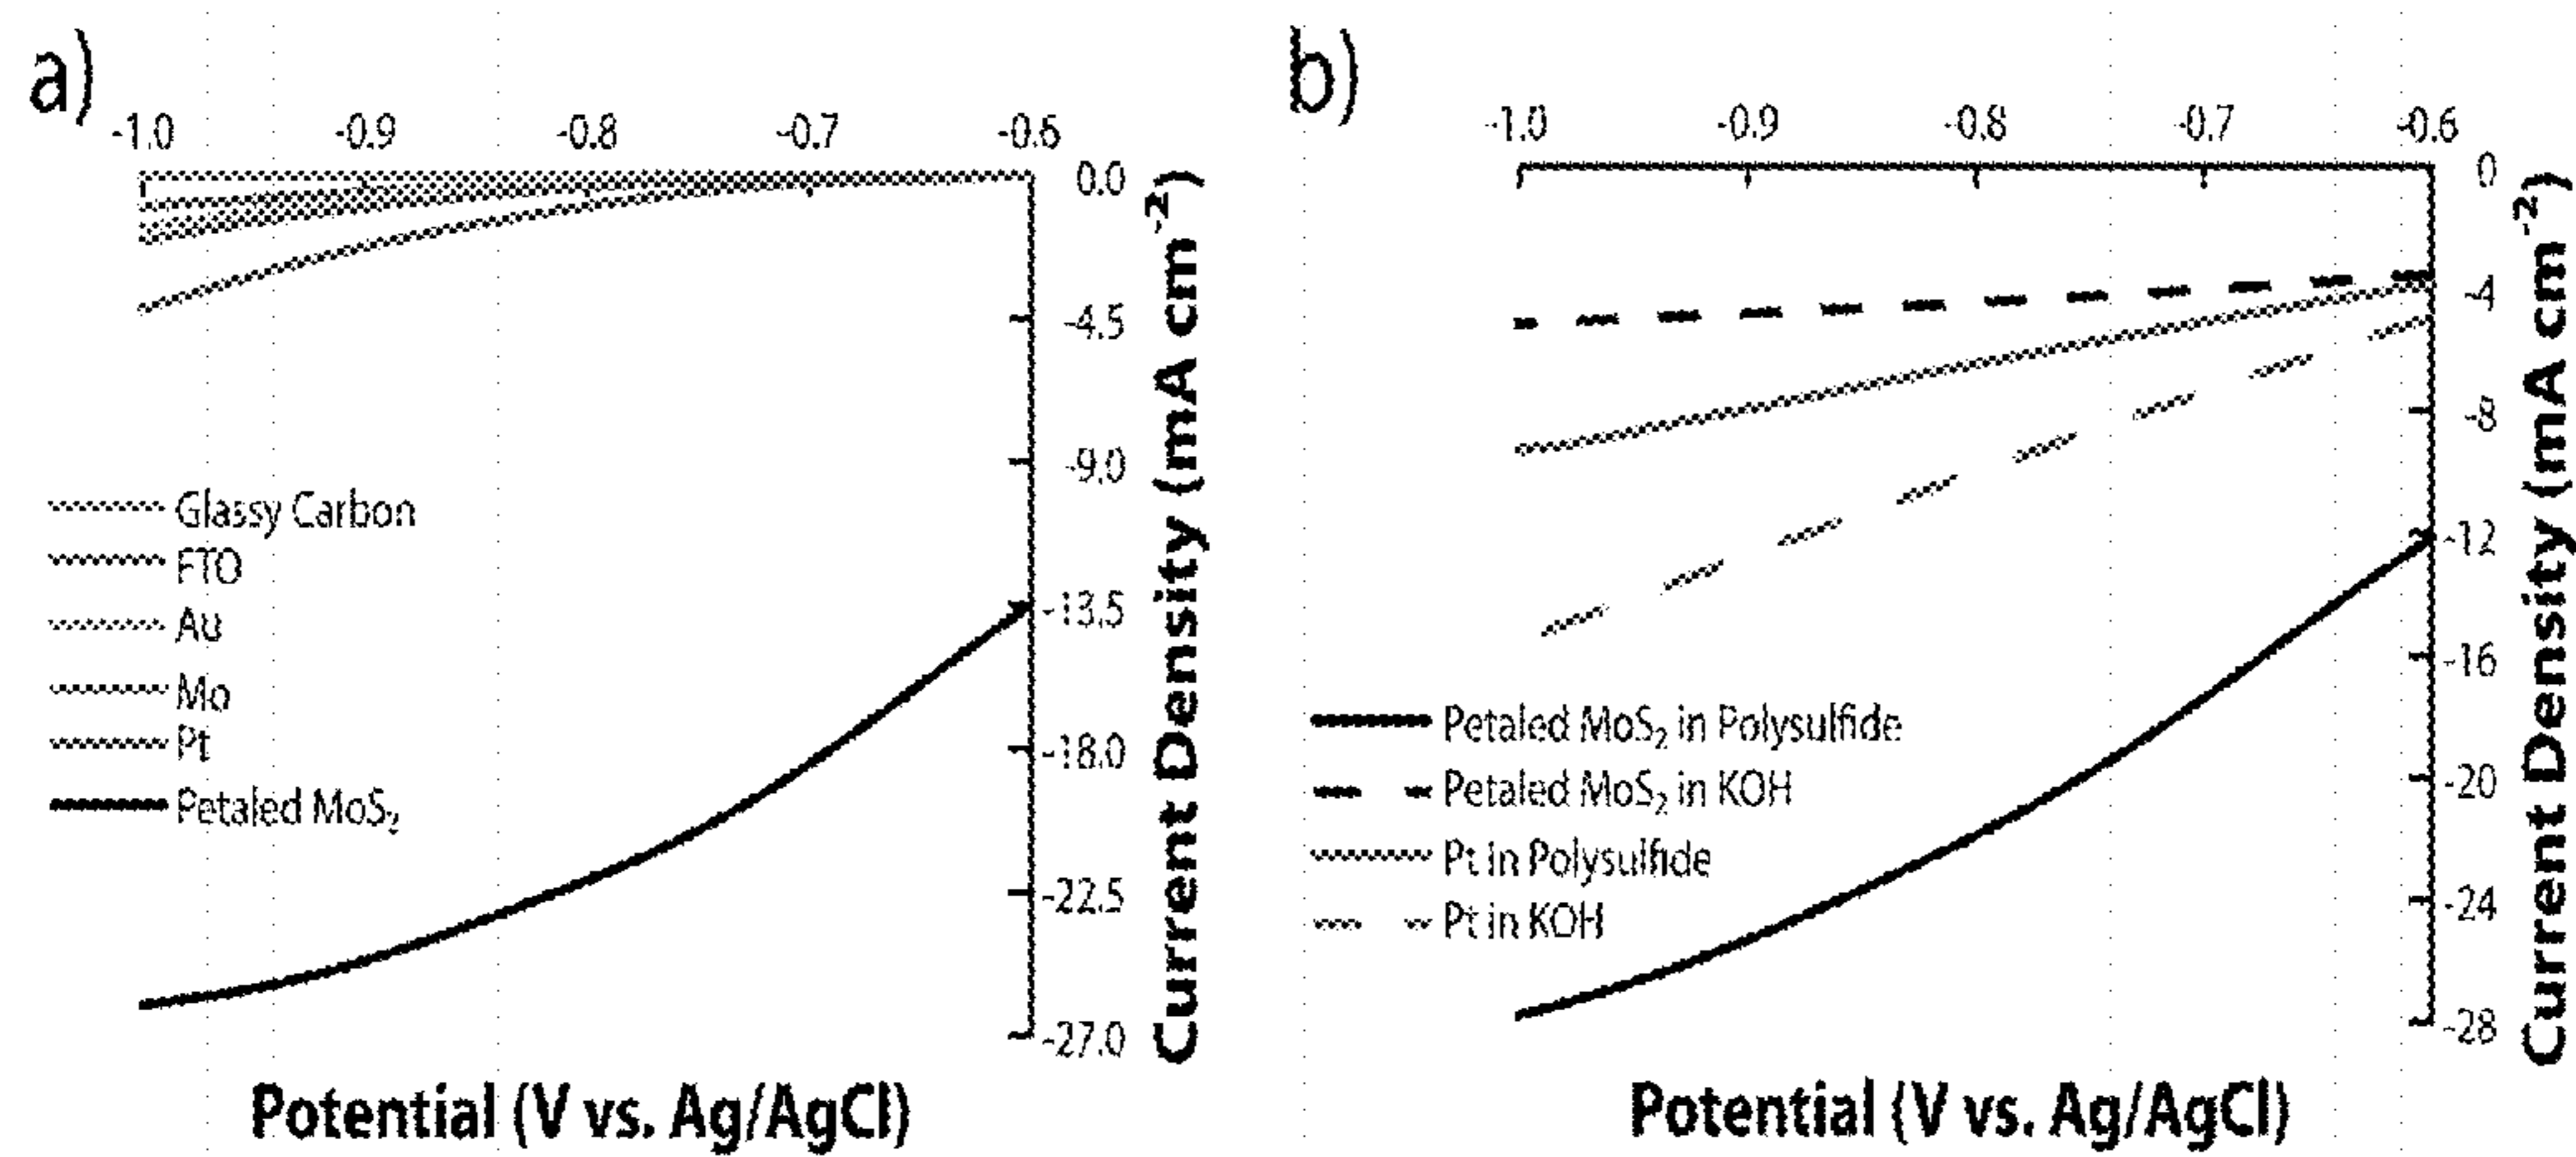 a)
-1.0 -0.9 -0.8 -0.7 -0.6
0.0
-4.5
-9.0
-13.5
-18.0
-22.5
-27.0
Current Density (mA cm⁻²)
Glassy Carbon
FTO
Au
Mo
Pt
Petaled MoS₂
Potential (V vs. Ag/AgCl)
b)
-1.0 -0.9 -0.8 -0.7 -0.6
0
-4
-8
-12
-16
-20
-24
-28
Current Density (mA cm⁻²)
Petaled MoS₂ in Polysulfide
Petaled MoS₂ in KOH
Pt in Polysulfide
Pt in KOH
Potential (V vs. Ag/AgCl)